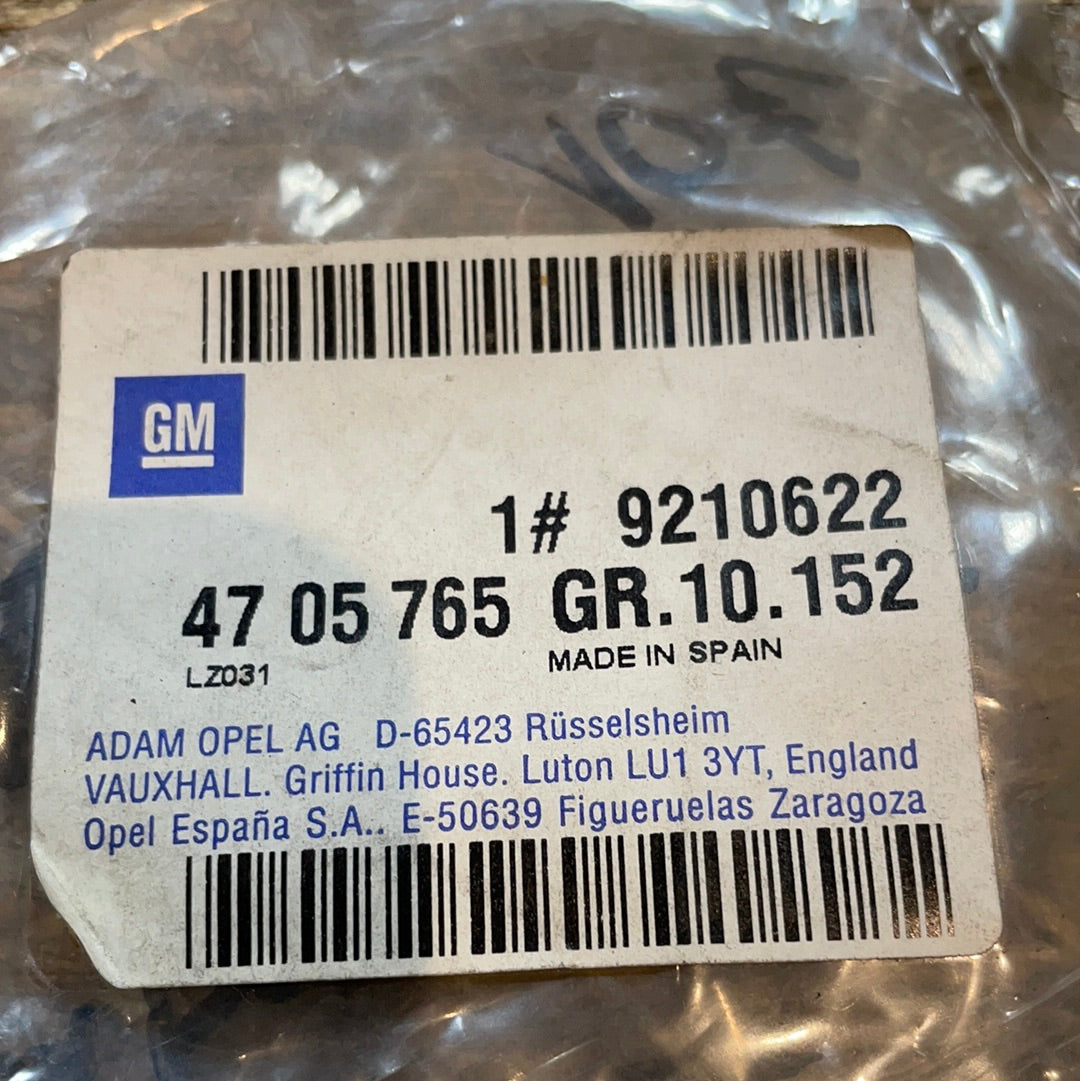 GM
1# 9210622
47 05 765 GR.10.152
LZ031 MADE IN SPAIN
ADAM OPEL AG D-65423 Rüsselsheim
VAUXHALL. Griffin House. Luton LU1 3YT, England
Opel España S.A.. E-50639 Figueruelas Zaragoza